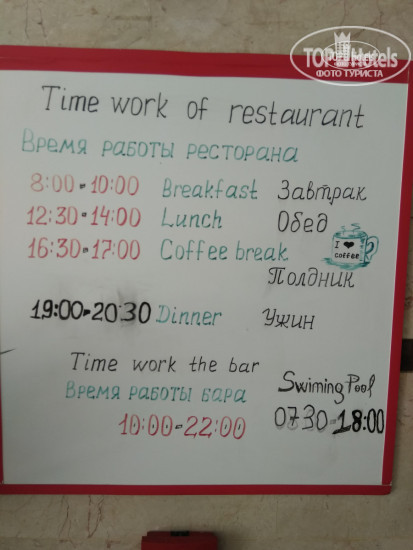 TOP Hotels
ФОТО ТУРИСТА
Time work of restaurant
Время работы ресторана
8:00-10:00 Breakfast Завтрак
12:30-14:00 Lunch Обед
16:30-17:00 Coffee break
I ❤ COFFEE
Полдник
19:00-20:30 Dinner Ужин
Time work the bar
Время работы бара
10:00-22:00
Swiming Pool
07:30-18:00